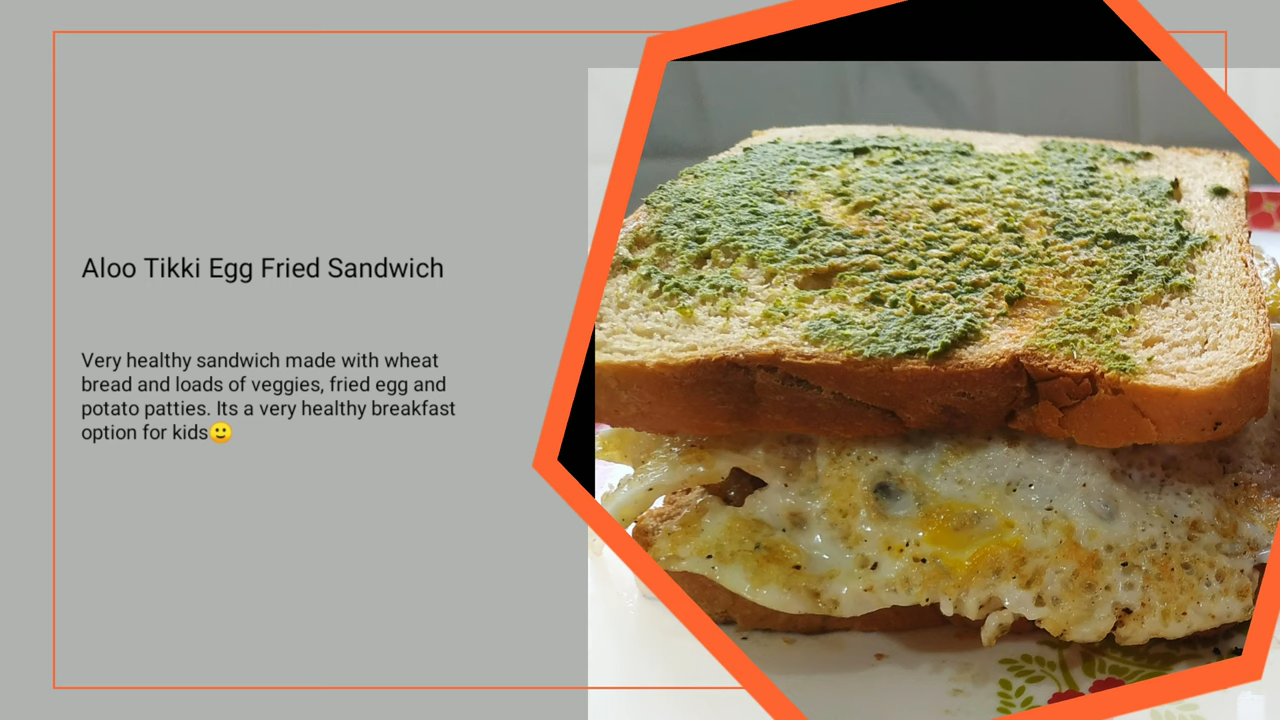 Aloo Tikki Egg Fried Sandwich
Very healthy sandwich made with wheat
bread and loads of veggies, fried egg and
potato patties. Its a very healthy breakfast
option for kids🙂